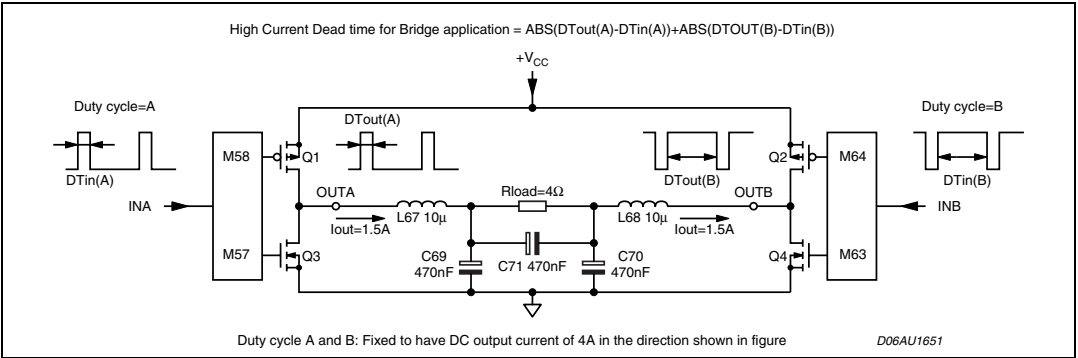 High Current Dead time for Bridge application = ABS(DTout(A)-DTin(A))+ABS(DTOUT(B)-DTin(B))
+VCC
Duty cycle=A
DTout(A)
Duty cycle=B
M58
Q1
Q2
M64
DTin(A)
DTout(B)
DTin(B)
INA
OUTA
Rload=4Ω
OUTB
INB
L67 10μ
L68 10μ
Iout=1.5A
Iout=1.5A
M57
Q3
C69
470nF
C71 470nF
C70
470nF
Q4
M63
Duty cycle A and B: Fixed to have DC output current of 4A in the direction shown in figure
D06AU1651